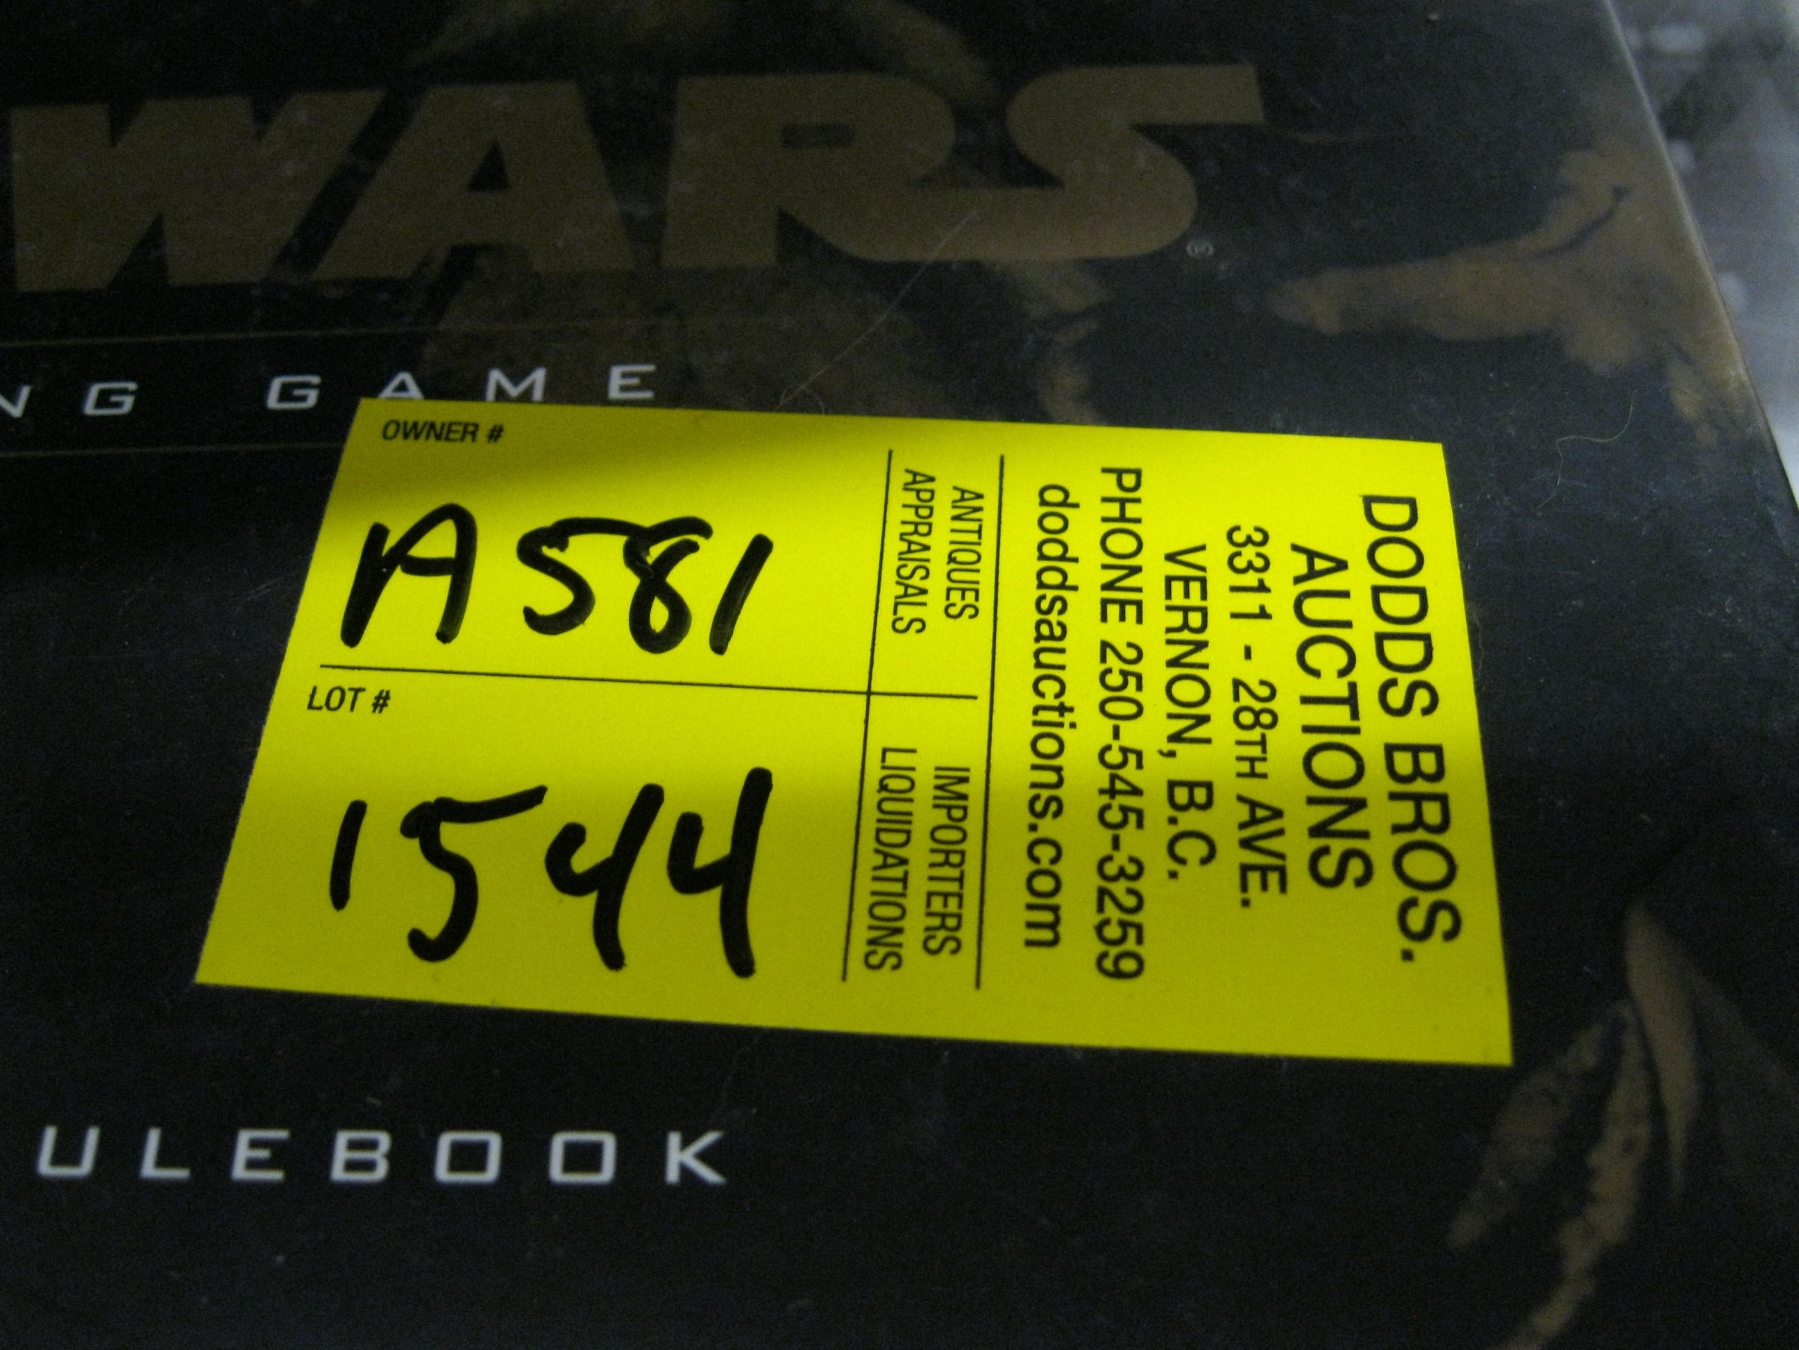 WARS
NG GAME
OWNER #
A581
LOT #
1544
ANTIQUES
APPRAISALS
IMPORTERS
LIQUIDATIONS
DODDS BROS.
AUCTIONS
3311 - 28TH AVE.
VERNON, B.C.
PHONE 250-545-3259
doddsauctions.com
ULEBOOK